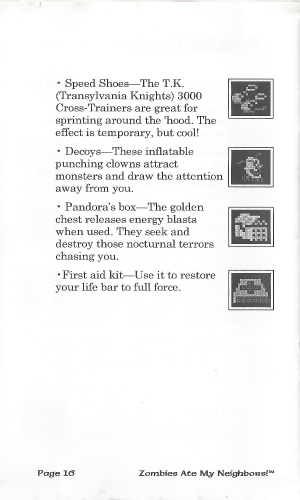 • Speed Shoes—The T.K.
(Transylvania Knights) 3000
Cross-Trainers are great for
sprinting around the 'hood. The
effect is temporary, but cool!
• Decoys—These inflatable
punching clowns attract
monsters and draw the attention
away from you.
• Pandora's box—The golden
chest releases energy blasts
when used. They seek and
destroy those nocturnal terrors
chasing you.
•First aid kit—Use it to restore
your life bar to full force.
Page 16 Zombies Ate My Neighbors!™